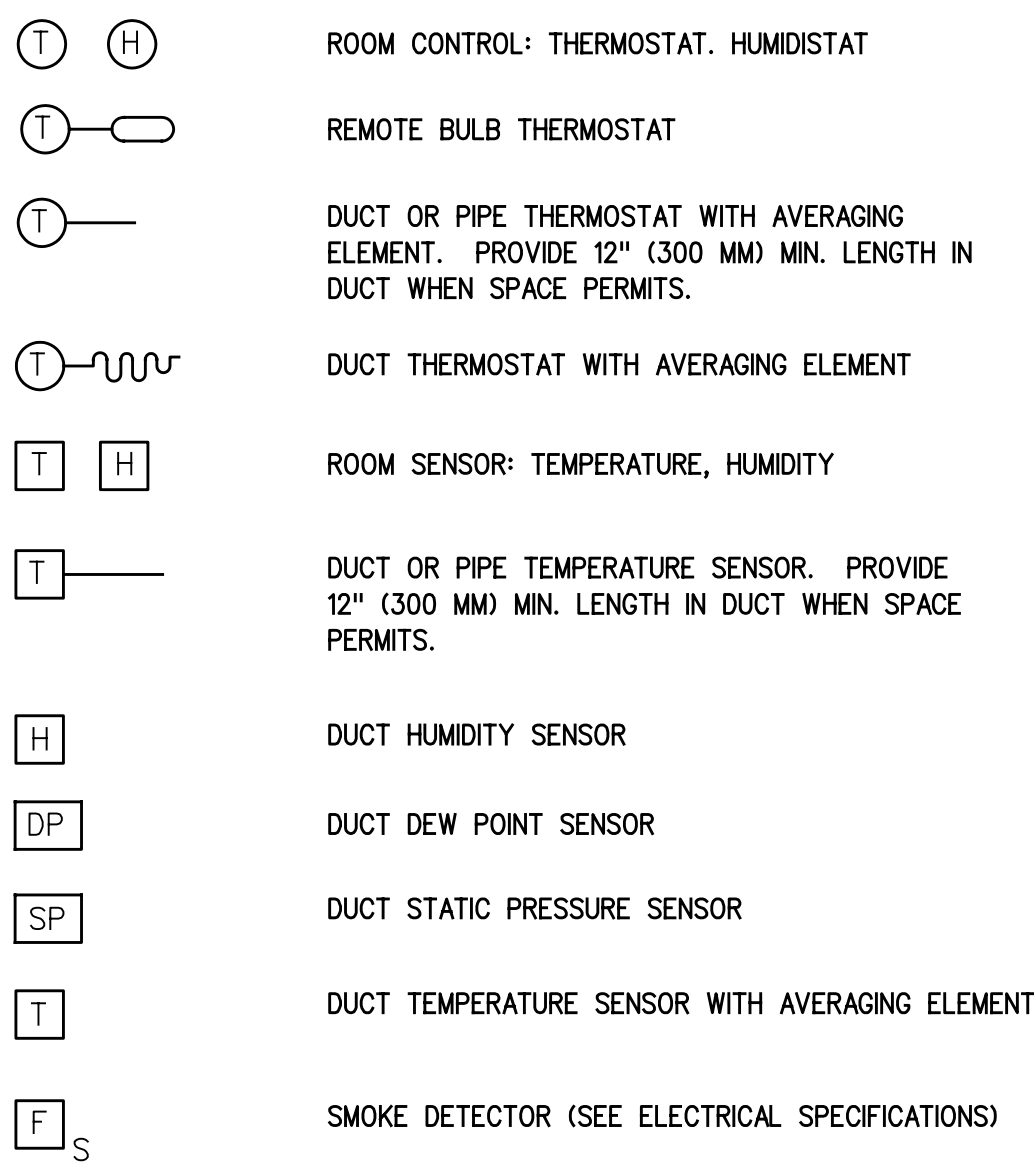 T H ROOM CONTROL: THERMOSTAT. HUMIDISTAT
T REMOTE BULB THERMOSTAT
T DUCT OR PIPE THERMOSTAT WITH AVERAGING
ELEMENT. PROVIDE 12" (300 MM) MIN. LENGTH IN
DUCT WHEN SPACE PERMITS.
T DUCT THERMOSTAT WITH AVERAGING ELEMENT
T H ROOM SENSOR: TEMPERATURE, HUMIDITY
T DUCT OR PIPE TEMPERATURE SENSOR. PROVIDE
12" (300 MM) MIN. LENGTH IN DUCT WHEN SPACE
PERMITS.
H DUCT HUMIDITY SENSOR
DP DUCT DEW POINT SENSOR
SP DUCT STATIC PRESSURE SENSOR
T DUCT TEMPERATURE SENSOR WITH AVERAGING ELEMENT
F S SMOKE DETECTOR (SEE ELECTRICAL SPECIFICATIONS)